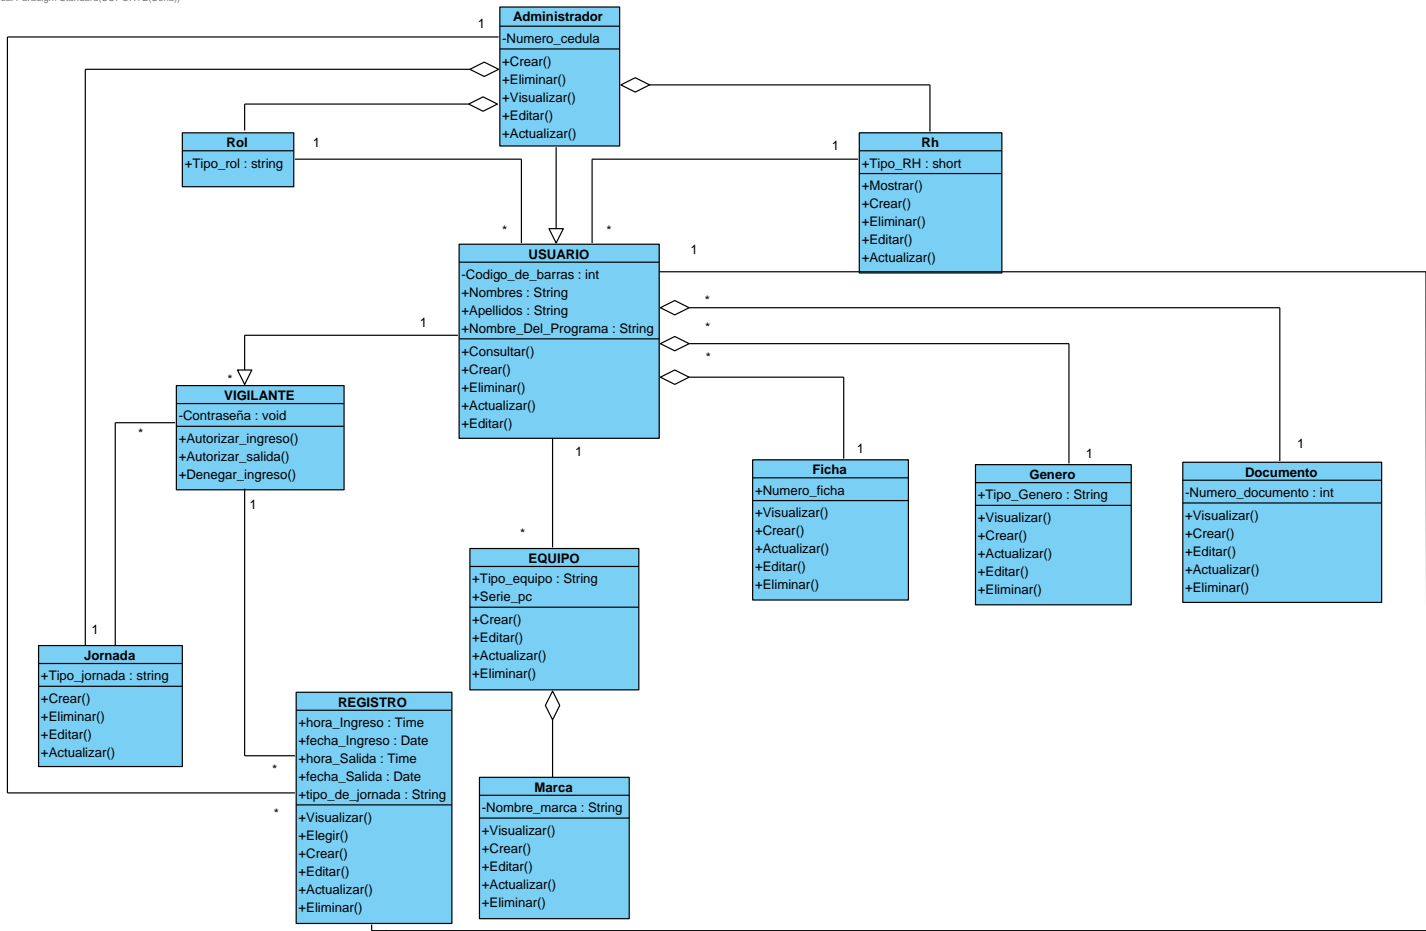 Administrador
-Numero_cedula
+Crear()
+Eliminar()
+Visualizar()
+Editar()
+Actualizar()
1
Rol
+Tipo_rol : string
1
*
Rh
+Tipo_RH : short
+Mostrar()
+Crear()
+Eliminar()
+Editar()
+Actualizar()
1
*
USUARIO
-Codigo_de_barras : int
+Nombres : String
+Apellidos : String
+Nombre_Del_Programa : String
+Consultar()
+Crear()
+Eliminar()
+Actualizar()
+Editar()
1
*
*
*
1
*
VIGILANTE
-Contraseña : void
+Autorizar_ingreso()
+Autorizar_salida()
+Denegar_ingreso()
*
1
1
*
1
Ficha
+Numero_ficha
+Visualizar()
+Crear()
+Actualizar()
+Editar()
+Eliminar()
1
Genero
+Tipo_Genero : String
+Visualizar()
+Crear()
+Actualizar()
+Editar()
+Eliminar()
1
Documento
-Numero_documento : int
+Visualizar()
+Crear()
+Editar()
+Actualizar()
+Eliminar()
EQUIPO
+Tipo_equipo : String
+Serie_pc
+Crear()
+Editar()
+Actualizar()
+Eliminar()
1
Jornada
+Tipo_jornada : string
+Crear()
+Eliminar()
+Editar()
+Actualizar()
REGISTRO
+hora_Ingreso : Time
+fecha_Ingreso : Date
+hora_Salida : Time
+fecha_Salida : Date
+tipo_de_jornada : String
+Visualizar()
+Elegir()
+Crear()
+Editar()
+Actualizar()
+Eliminar()
*
*
Marca
-Nombre_marca : String
+Visualizar()
+Crear()
+Editar()
+Actualizar()
+Eliminar()